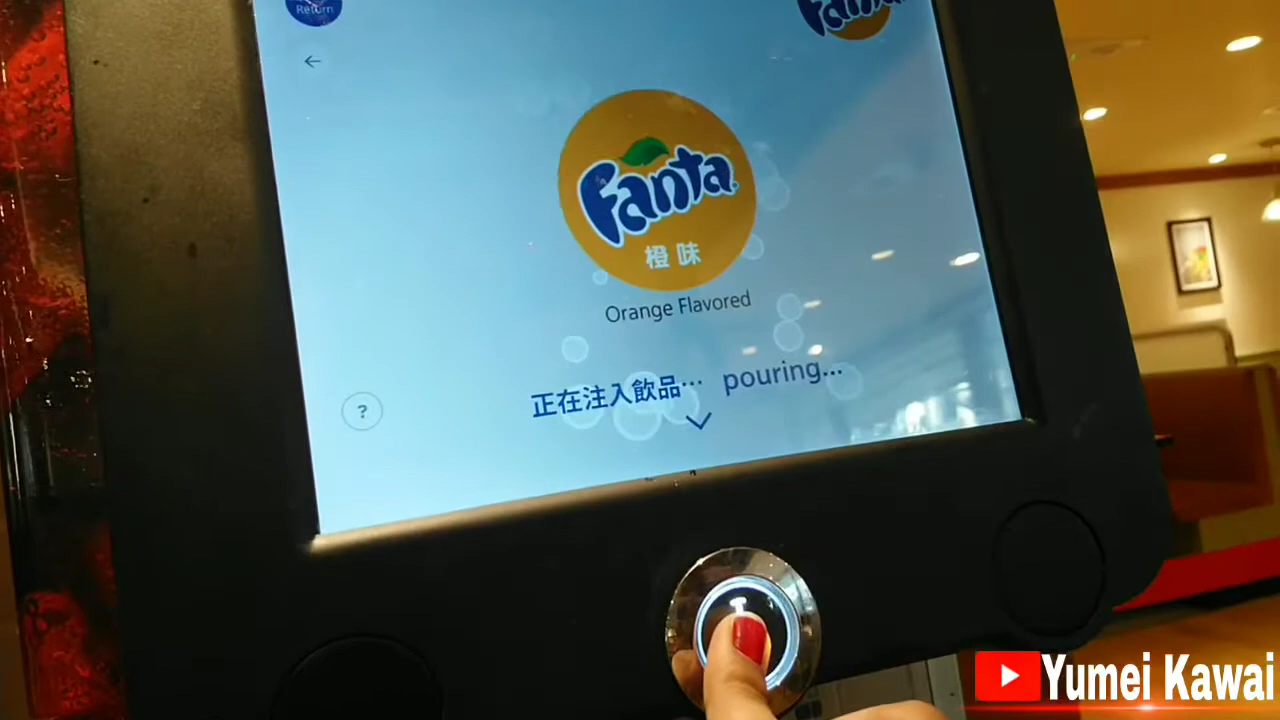 Return
Fanta
Fanta
橙味
Orange Flavored
正在注入飲品… pouring...
?
Yumei Kawai